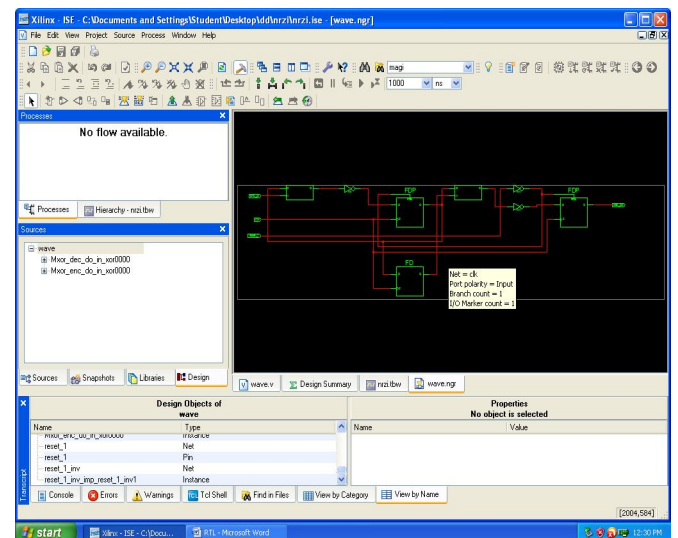 Xilinx - ISE - C:\Documents and Settings\Student\Desktop\dd\nrzi\nrzi.ise - [wave.ngr]
File Edit View Project Source Process Window Help
magi
1000 ns
Processes
No flow available.
Processes Hierarchy - nrzi.tbw
Sources
wave
Mxor_dec_do_in_xor0000
Mxor_enc_do_in_xor0000
Sources Snapshots Libraries Design
FDP FDP
FD
Net = clk
Port polarity = Input
Branch count = 1
I/O Marker count = 1
wave.v Design Summary nrzi.tbw wave.ngr
Design Objects of
wave
Properties
No object is selected
Name Type Name Value
Mxor_enc_do_in_xor0000 Instance
reset_1 Net
reset_1 Pin
reset_1_inv Net
reset_1_inv_imp_reset_1_inv1 Instance
Transcript
Console Errors Warnings Tcl Shell Find in Files View by Category View by Name
[2004,584]
start Xilinx - ISE - C:\Docu... RTL - Microsoft Word 12:30 PM